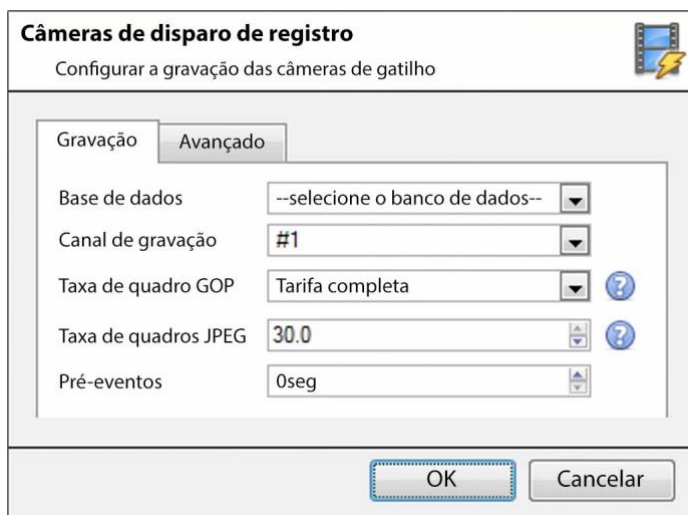 Câmeras de disparo de registro
Configurar a gravação das câmeras de gatilho
Gravação Avançado
Base de dados --selecione o banco de dados--
Canal de gravação #1
Taxa de quadro GOP Tarifa completa ?
Taxa de quadros JPEG 30.0 ?
Pré-eventos 0seg
OK Cancelar